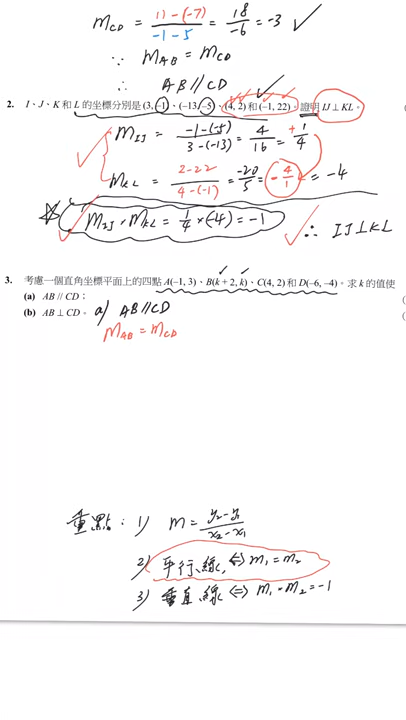 m_CD = 11-(-7)/-1-5 = 18/-6 = -3 ✓
∵ m_AB = m_CD
∴ AB // CD
2. I、J、K 和 L 的坐標分別是 (3, -1)、(-13, -5)、(4, 2) 和 (-1, 22)。證明 IJ ⊥ KL。
m_IJ = -1-(-5)/3-(-13) = 4/16 = +1/4
m_KL = 2-22/4-(-1) = -20/5 = -4/1 = -4
m_IJ × m_KL = 1/4 × (-4) = -1
∴ IJ ⊥ KL
3. 考慮一個直角坐標平面上的四點 A(-1, 3)、B(k + 2, k)、C(4, 2) 和 D(-6, -4)。求 k 的值使
(a) AB // CD；
(b) AB ⊥ CD。
a) AB // CD
m_AB = m_CD
重點：1) m = y₂-y₁/x₂-x₁
2) 平行線 ⇔ m₁ = m₂
3) 垂直線 ⇔ m₁ · m₂ = -1